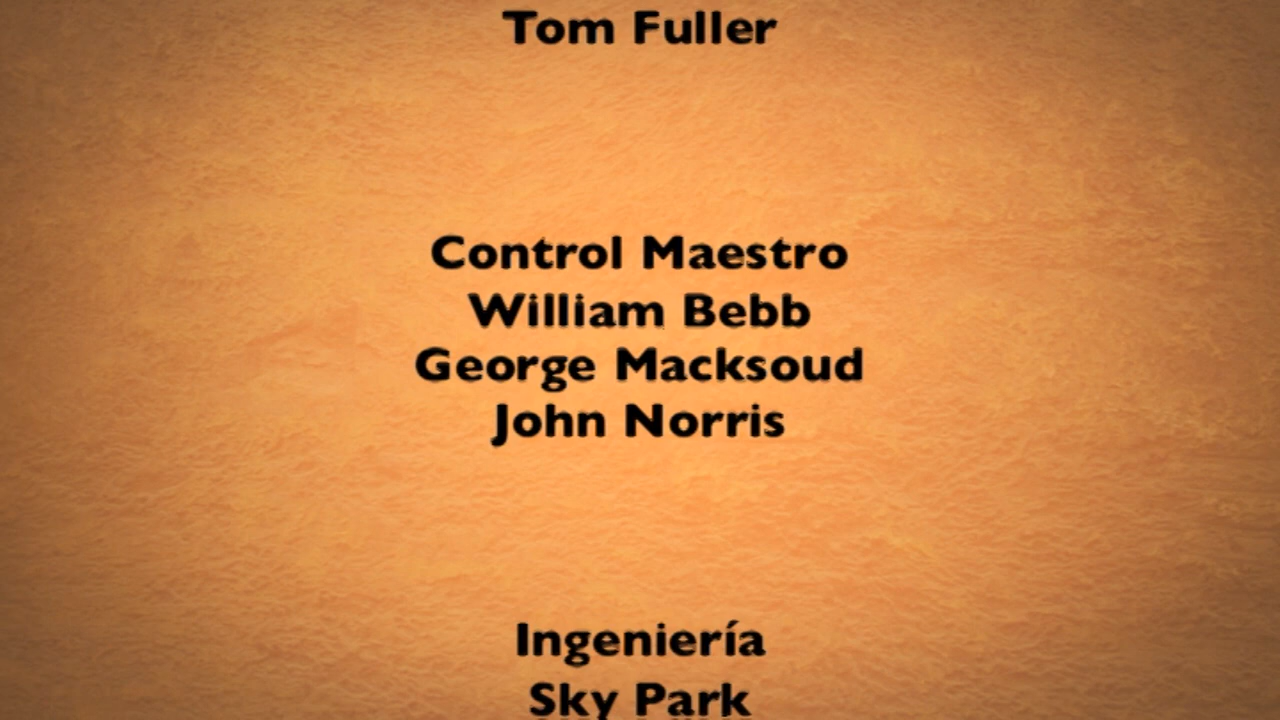 Tom Fuller
Control Maestro
William Bebb
George Macksoud
John Norris
Ingeniería
Sky Park